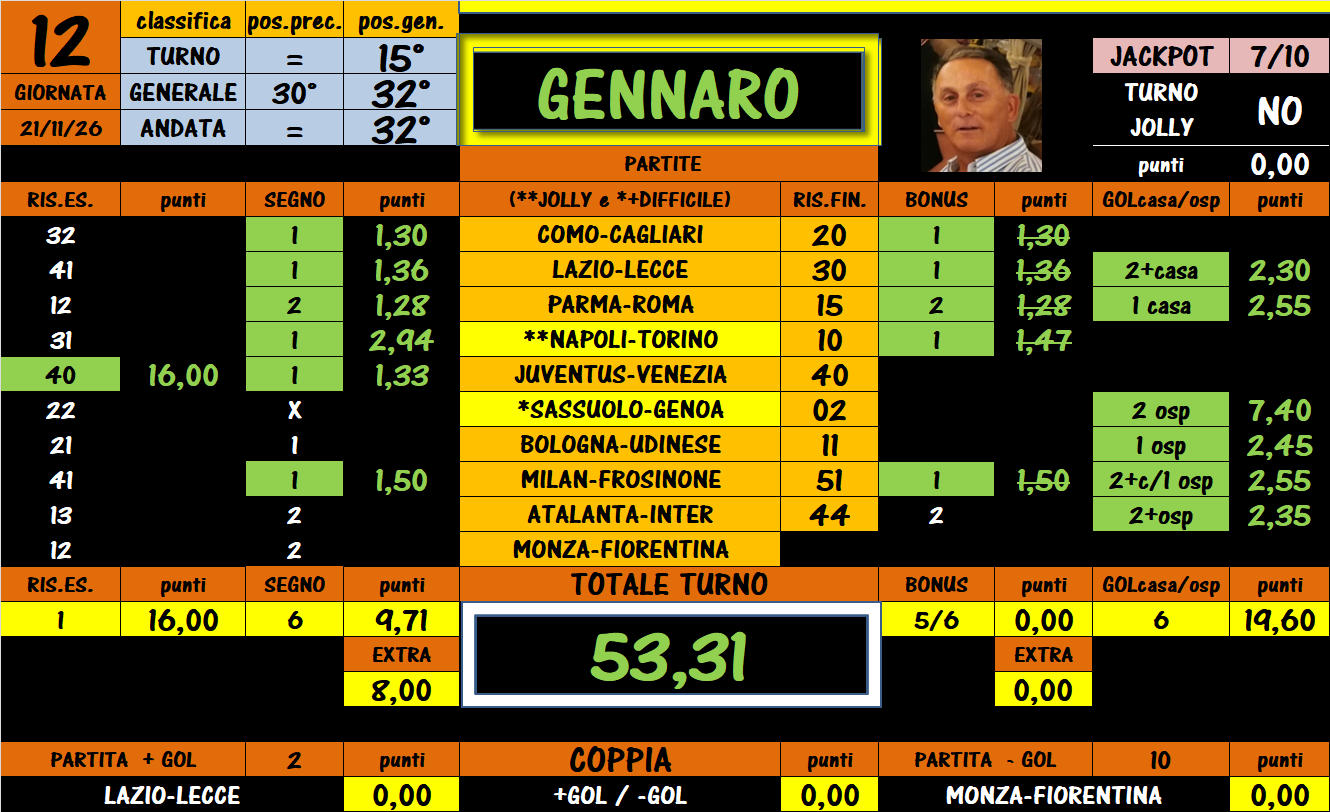 12 classifica pos.prec. pos.gen.
TURNO = 15° GENNARO JACKPOT 7/10
GIORNATA GENERALE 30° 32° TURNO JOLLY NO
21/11/26 ANDATA = 32°
PARTITE punti 0,00
RIS.ES. punti SEGNO punti (**JOLLY e *+DIFFICILE) RIS.FIN. BONUS punti GOLcasa/osp punti
32 1 1,30 COMO-CAGLIARI 20 1 1,30
41 1 1,36 LAZIO-LECCE 30 1 1,36 2+casa 2,30
12 2 1,28 PARMA-ROMA 15 2 1,28 1 casa 2,55
31 1 2,94 **NAPOLI-TORINO 10 1 1,47
40 16,00 1 1,33 JUVENTUS-VENEZIA 40
22 X *SASSUOLO-GENOA 02 2 osp 7,40
21 1 BOLOGNA-UDINESE 11 1 osp 2,45
41 1 1,50 MILAN-FROSINONE 51 1 1,50 2+c/1 osp 2,55
13 2 ATALANTA-INTER 44 2 2+osp 2,35
12 2 MONZA-FIORENTINA
RIS.ES. punti SEGNO punti TOTALE TURNO BONUS punti GOLcasa/osp punti
1 16,00 6 9,71 53,31 5/6 0,00 6 19,60
EXTRA EXTRA
8,00 0,00
PARTITA + GOL 2 punti COPPIA punti PARTITA - GOL 10 punti
LAZIO-LECCE 0,00 +GOL / -GOL 0,00 MONZA-FIORENTINA 0,00